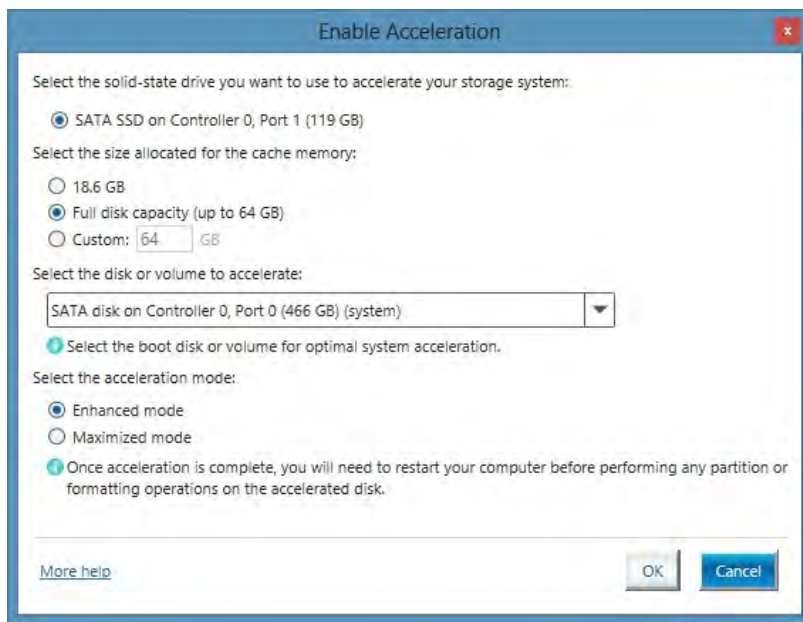 Enable Acceleration
x
Select the solid-state drive you want to use to accelerate your storage system:
SATA SSD on Controller 0, Port 1 (119 GB)
Select the size allocated for the cache memory:
18.6 GB
Full disk capacity (up to 64 GB)
Custom: 64 GB
Select the disk or volume to accelerate:
SATA disk on Controller 0, Port 0 (466 GB) (system)
Select the boot disk or volume for optimal system acceleration.
Select the acceleration mode:
Enhanced mode
Maximized mode
Once acceleration is complete, you will need to restart your computer before performing any partition or
formatting operations on the accelerated disk.
More help OK Cancel